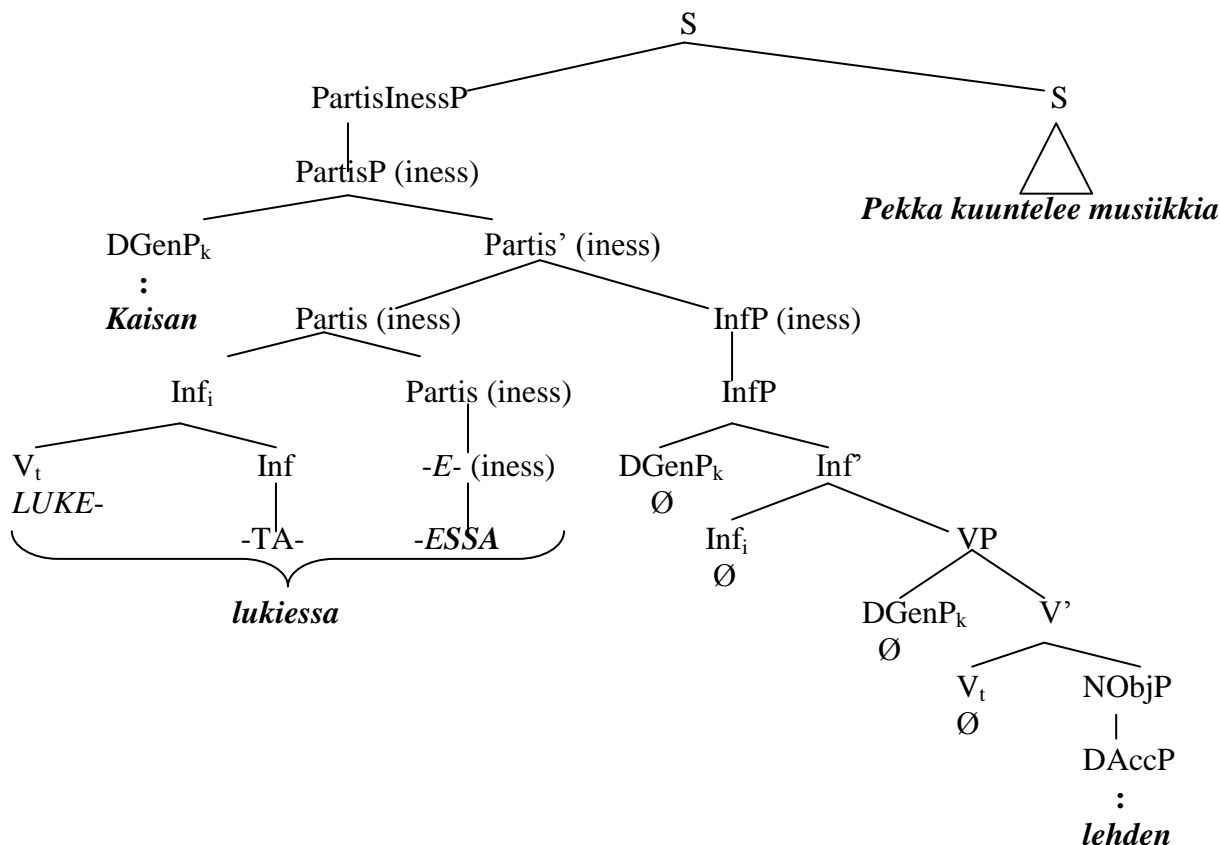 S
PartisInessP S
PartisP (iness)
Pekka kuuntelee musiikkia
DGenPk Partis’ (iness)
:
Kaisan Partis (iness) InfP (iness)
Infi Partis (iness) InfP
Vt Inf -E- (iness) DGenPk Inf’
LUKE- Ø
-TA- -ESSA Infi VP
Ø
lukiessa DGenPk V’
Ø
Vt NObjP
Ø
DAccP
:
lehden